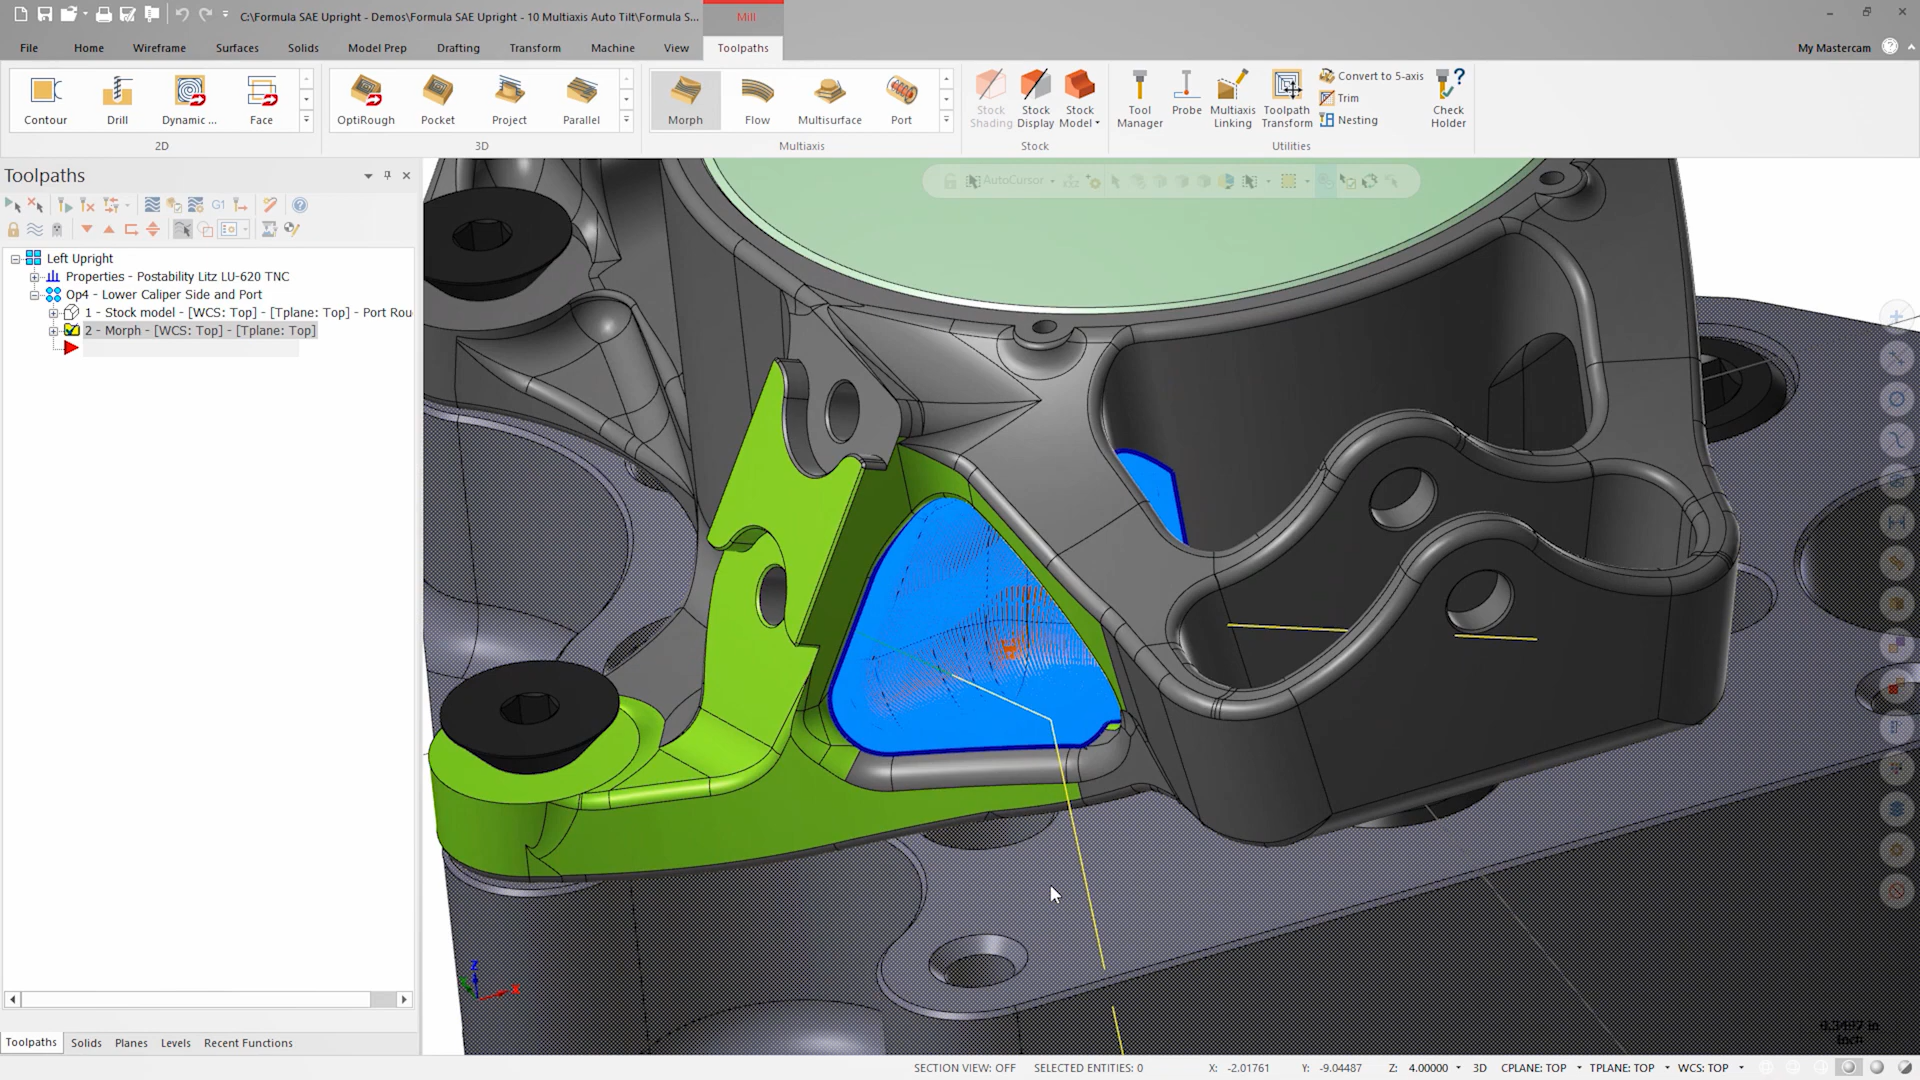 C:\Formula SAE Upright - Demos\Formula SAE Upright - 10 Multiaxis Auto Tilt\Formula S...
Mill
File
Home
Wireframe
Surfaces
Solids
Model Prep
Drafting
Transform
Machine
View
Toolpaths
My Mastercam
Contour
Drill
Dynamic ...
Face
2D
OptiRough
Pocket
Project
Parallel
3D
Morph
Flow
Multisurface
Port
Multiaxis
Stock Shading
Stock Display
Stock Model
Stock
Tool Manager
Probe
Multiaxis Linking
Toolpath Transform
Convert to 5-axis
Trim
Nesting
Check Holder
Utilities
Toolpaths
AutoCursor
G1
Left Upright
Properties - Postability Litz LU-620 TNC
Op4 - Lower Caliper Side and Port
1 - Stock model - [WCS: Top] - [Tplane: Top] - Port Rou
2 - Morph - [WCS: Top] - [Tplane: Top]
Z
X
Inch
Toolpaths
Solids
Planes
Levels
Recent Functions
SECTION VIEW: OFF
SELECTED ENTITIES: 0
X: -2.01761
Y: -9.04487
Z: 4.00000
3D
CPLANE: TOP
TPLANE: TOP
WCS: TOP